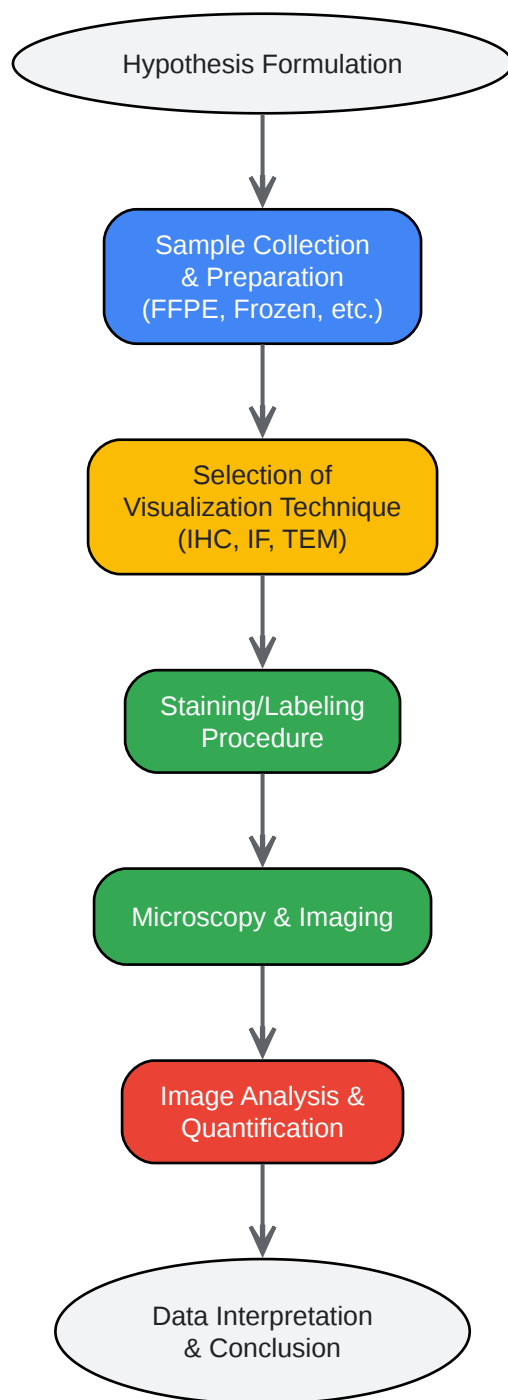 Hypothesis Formulation
Sample Collection
& Preparation
(FFPE, Frozen, etc.)
Selection of
Visualization Technique
(IHC, IF, TEM)
Staining/Labeling
Procedure
Microscopy & Imaging
Image Analysis &
Quantification
Data Interpretation
& Conclusion